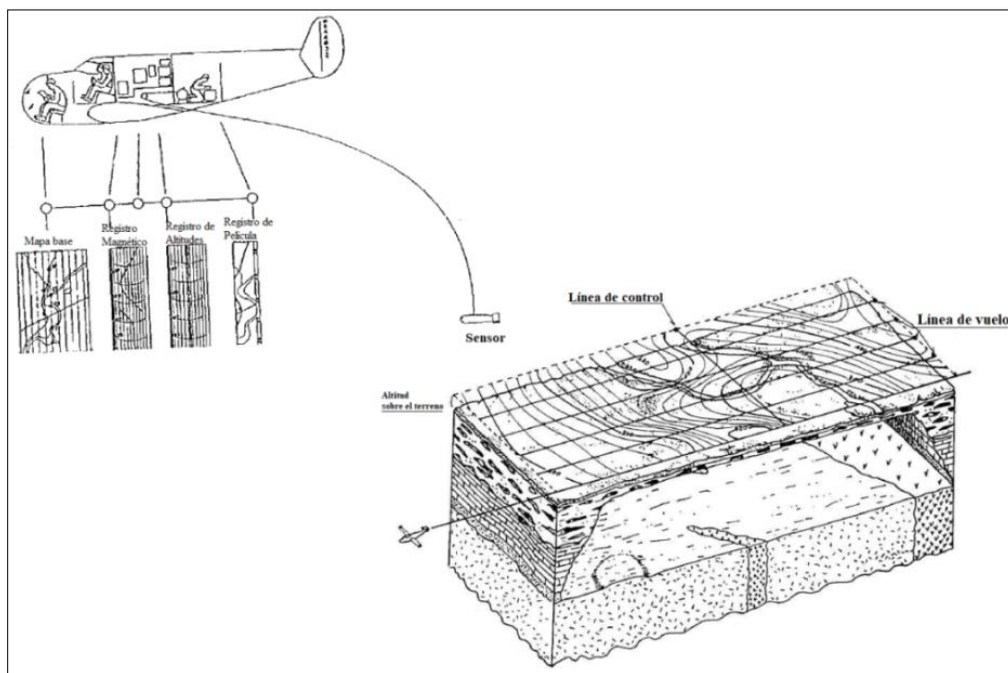 Mapa base
Registro
Magnético
Registro de
Altitudes
Registro de
Película
Sensor
Línea de control
Línea de vuelo
Altitud
sobre el terreno